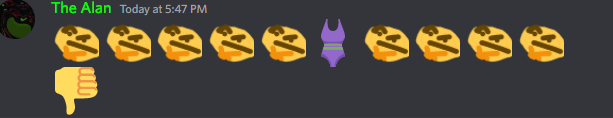 The Alan Today at 5:47 PM